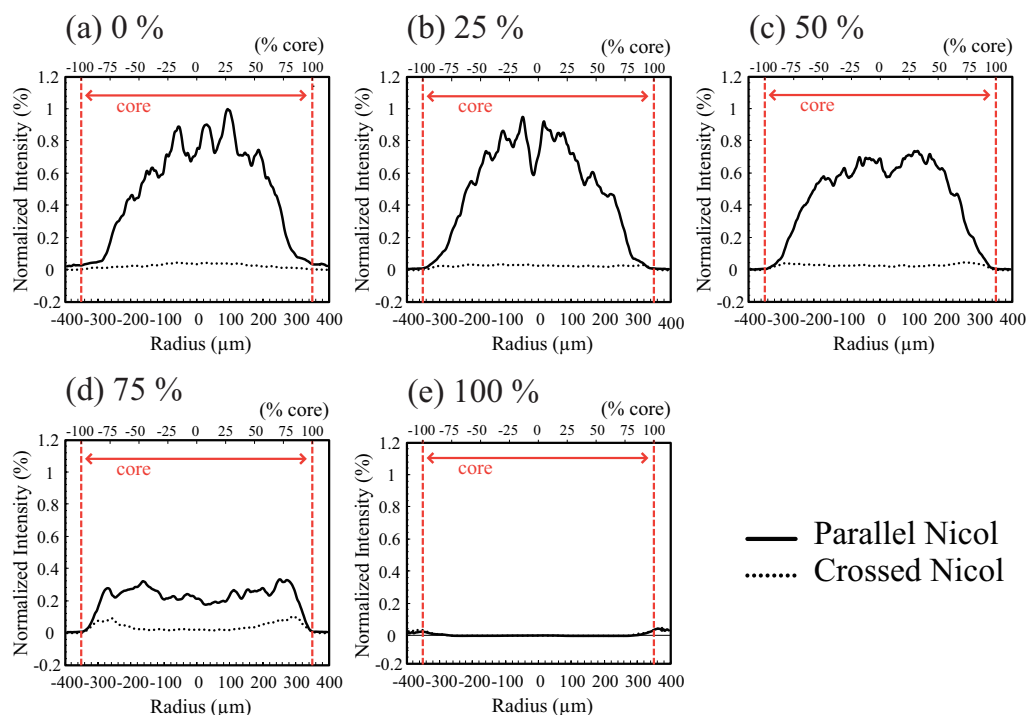 (a) 0 %
(% core)
-100 -75 -50 -25 0 25 50 75 100
1.2
1
0.8
0.6
0.4
0.2
0
-0.2
core
Normalized Intensity (%)
-400 -300 -200 -100 0 100 200 300 400
Radius (µm)
(b) 25 %
(% core)
-100 -75 -50 -25 0 25 50 75 100
1.2
1
0.8
0.6
0.4
0.2
0
-0.2
core
Normalized Intensity (%)
-400 -300 -200 -100 0 100 200 300 400
Radius (µm)
(c) 50 %
(% core)
-100 -75 -50 -25 0 25 50 75 100
1.2
1
0.8
0.6
0.4
0.2
0
-0.2
core
Normalized Intensity (%)
-400 -300 -200 -100 0 100 200 300 400
Radius (µm)
(d) 75 %
(% core)
-100 -75 -50 -25 0 25 50 75 100
1.2
1
0.8
0.6
0.4
0.2
0
-0.2
core
Normalized Intensity (%)
-400 -300 -200 -100 0 100 200 300 400
Radius (µm)
(e) 100 %
(% core)
-100 -75 -50 -25 0 25 50 75 100
1.2
1
0.8
0.6
0.4
0.2
0
-0.2
core
Normalized Intensity (%)
-400 -300 -200 -100 0 100 200 300 400
Radius (µm)
Parallel Nicol
Crossed Nicol